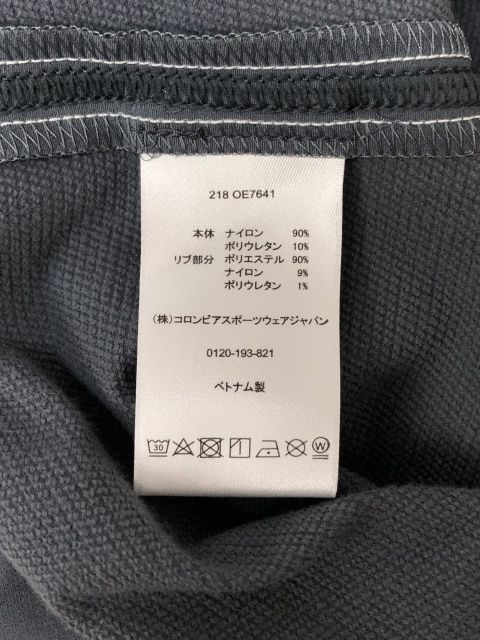 218 OE7641
本体 ナイロン 90%
ポリウレタン 10%
リブ部分 ポリエステル 90%
ナイロン 9%
ポリウレタン 1%
(株)コロンビアスポーツウェアジャパン
0120-193-821
ベトナム製
30 W